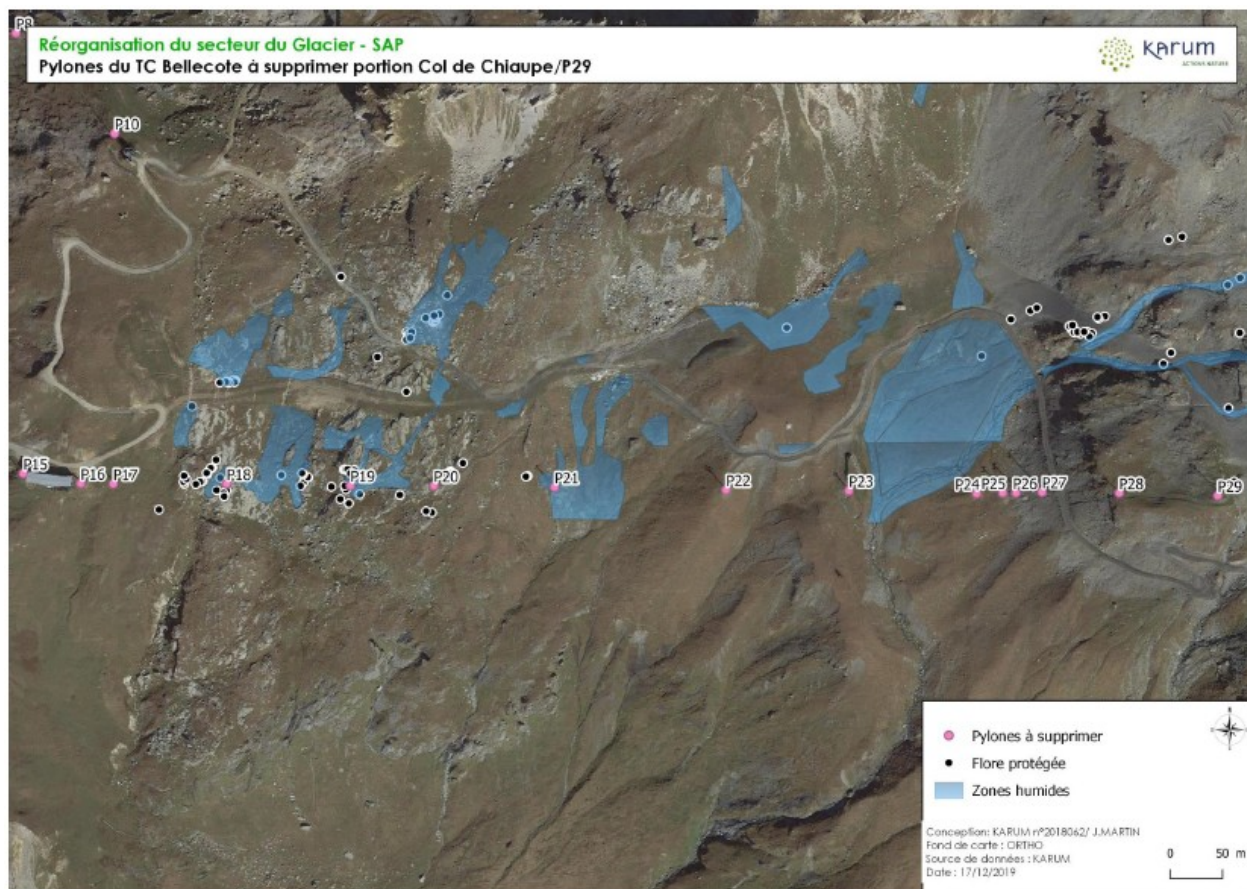 P8
Réorganisation du secteur du Glacier - SAP
Pylones du TC Bellecote à supprimer portion Col de Chiaupe/P29
KARUM
ACTIONS NATURE
P10
P15
P16
P17
P18
P19
P20
P21
P22
P23
P24
P25
P26
P27
P28
P29
N
Pylones à supprimer
Flore protégée
Zones humides
Conception: KARUM n°2018062/ J.MARTIN
Fond de carte : ORTHO
Source de données : KARUM
Date : 17/12/2019
0 50 m